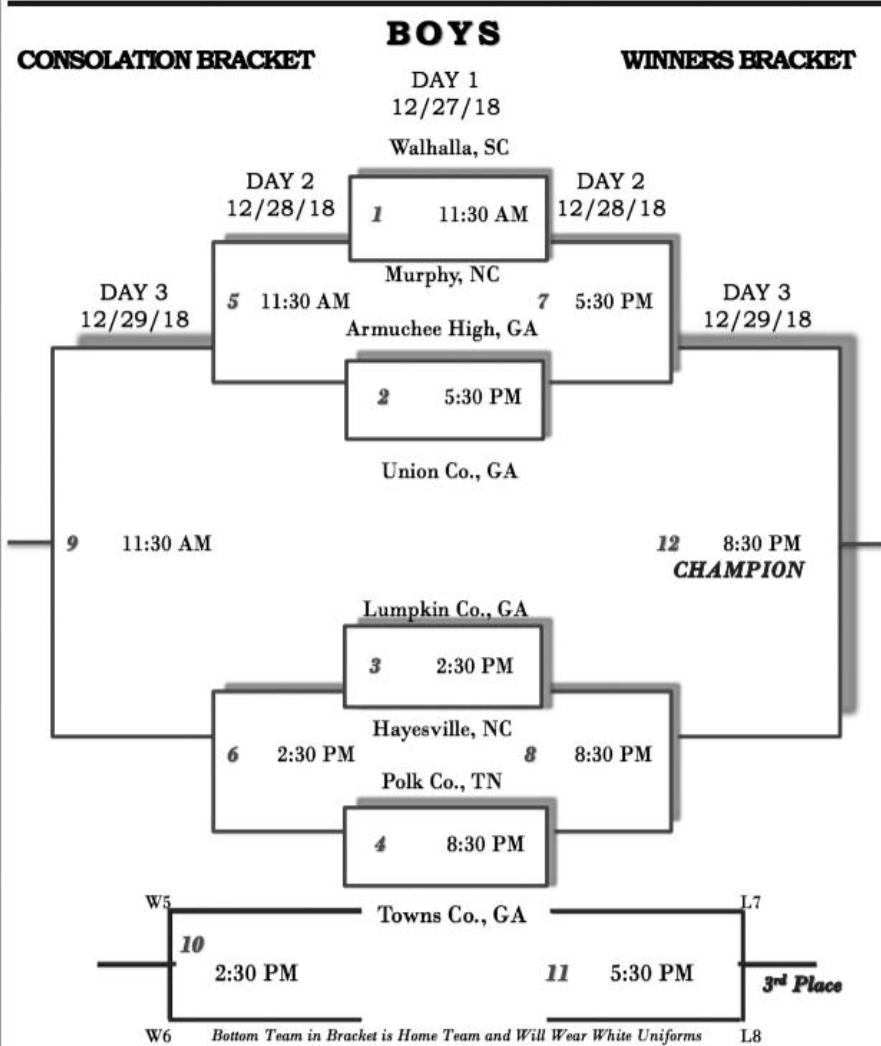 BOYS
CONSOLATION BRACKET
WINNERS BRACKET
DAY 1
12/27/18
Walhalla, SC
DAY 2
12/28/18
1 11:30 AM
DAY 2
12/28/18
Murphy, NC
DAY 3
12/29/18
5 11:30 AM
7 5:30 PM
DAY 3
12/29/18
Armuchee High, GA
2 5:30 PM
Union Co., GA
9 11:30 AM
12 8:30 PM
CHAMPION
Lumpkin Co., GA
3 2:30 PM
Hayesville, NC
6 2:30 PM
8 8:30 PM
Polk Co., TN
4 8:30 PM
W5
Towns Co., GA
L7
10
2:30 PM
11 5:30 PM
3rd Place
W6
Bottom Team in Bracket is Home Team and Will Wear White Uniforms
L8